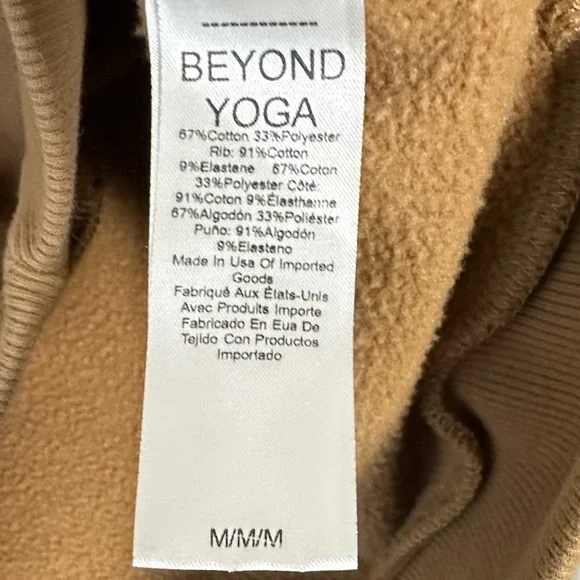 BEYOND
YOGA
67%Cotton 33%Polyester
Rib: 91%Cotton
9%Elastane 67%Coton
33%Polyester Côté:
91%Coton 9%Élasthanne
67%Algodón 33%Poliéster
Puño: 91%Algodón
9%Elastano
Made In Usa Of Imported
Goods
Fabriqué Aux États-Unis
Avec Produits Importe
Fabricado En Eua De
Tejido Con Productos
Importado
M/M/M